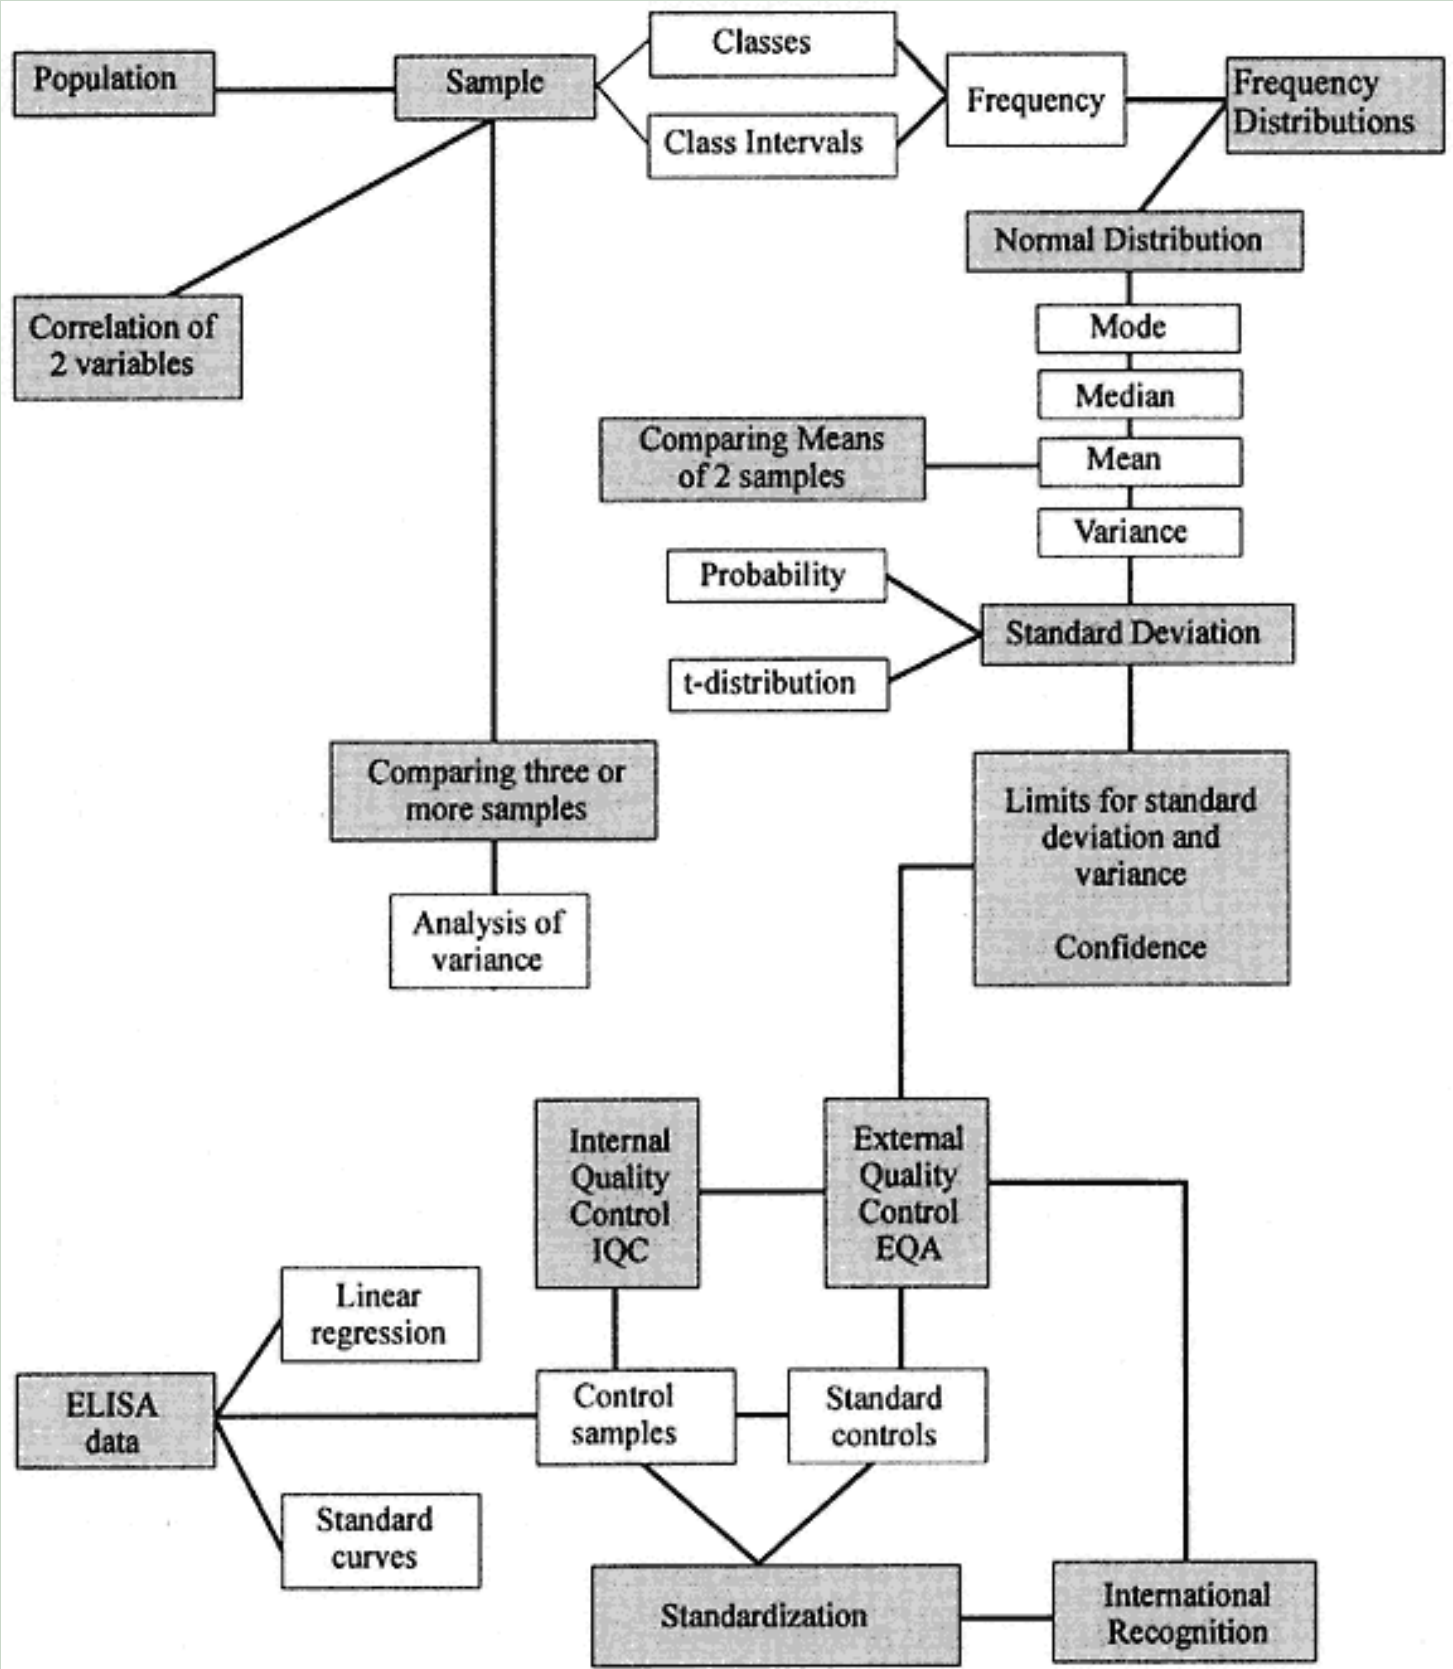 Population
Sample
Classes
Class Intervals
Frequency
Frequency
Distributions
Normal Distribution
Correlation of
2 variables
Mode
Median
Mean
Variance
Comparing Means
of 2 samples
Probability
t-distribution
Standard Deviation
Comparing three or
more samples
Analysis of
variance
Limits for standard
deviation and
variance
Confidence
Internal
Quality
Control
IQC
External
Quality
Control
EQA
Linear
regression
ELISA
data
Control
samples
Standard
controls
Standard
curves
Standardization
International
Recognition